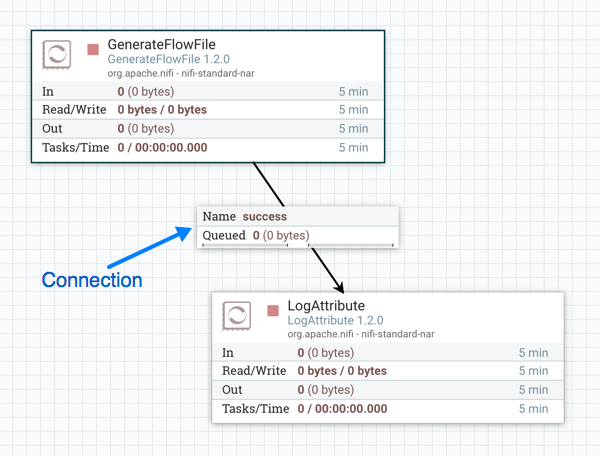 GenerateFlowFile
GenerateFlowFile 1.2.0
org.apache.nifi - nifi-standard-nar
In 0 (0 bytes) 5 min
Read/Write 0 bytes / 0 bytes 5 min
Out 0 (0 bytes) 5 min
Tasks/Time 0 / 00:00:00.000 5 min
Name success
Queued 0 (0 bytes)
Connection
LogAttribute
LogAttribute 1.2.0
org.apache.nifi - nifi-standard-nar
In 0 (0 bytes) 5 min
Read/Write 0 bytes / 0 bytes 5 min
Out 0 (0 bytes) 5 min
Tasks/Time 0 / 00:00:00.000 5 min